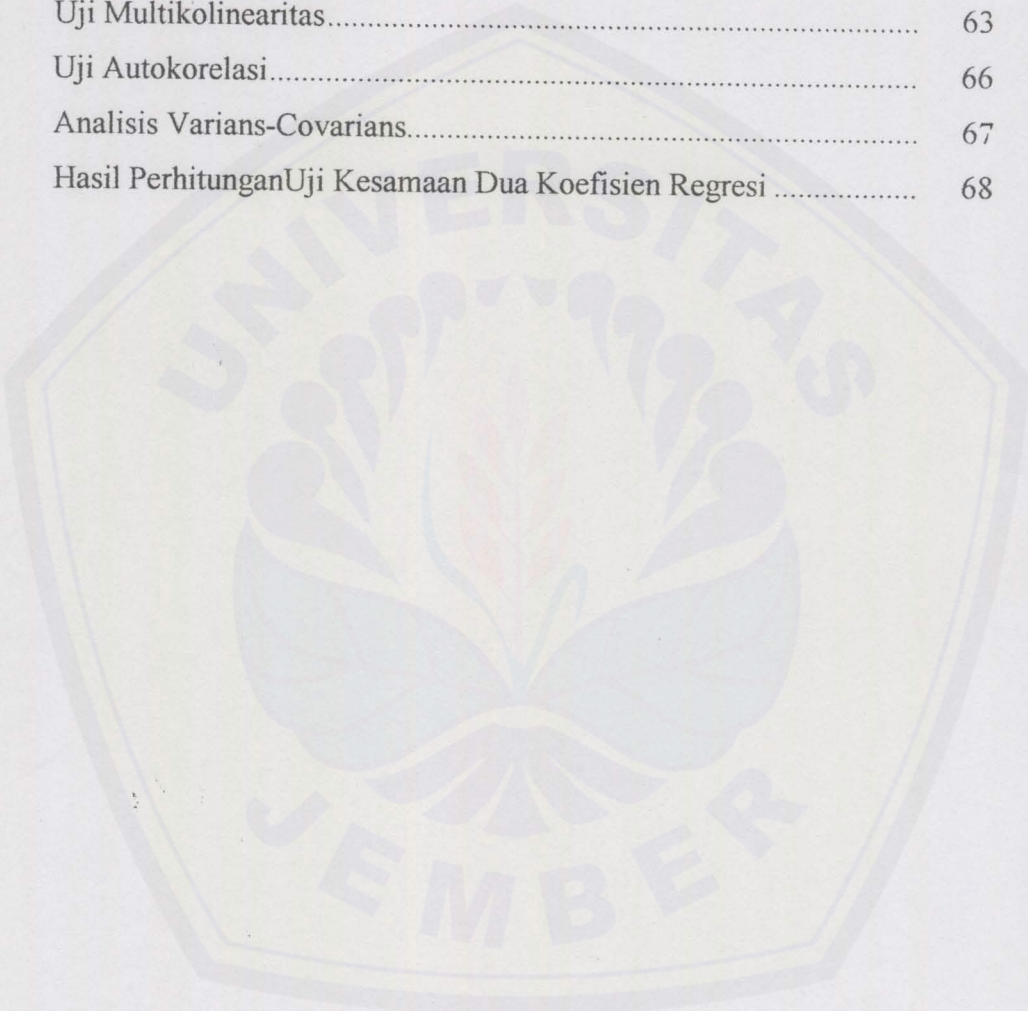 Uji Multikolinearitas........................................................................ 63
Uji Autokorelasi................................................................................. 66
Analisis Varians-Covarians................................................................ 67
Hasil PerhitunganUji Kesamaan Dua Koefisien Regresi ................. 68
UNIVERSITAS
JEMBER